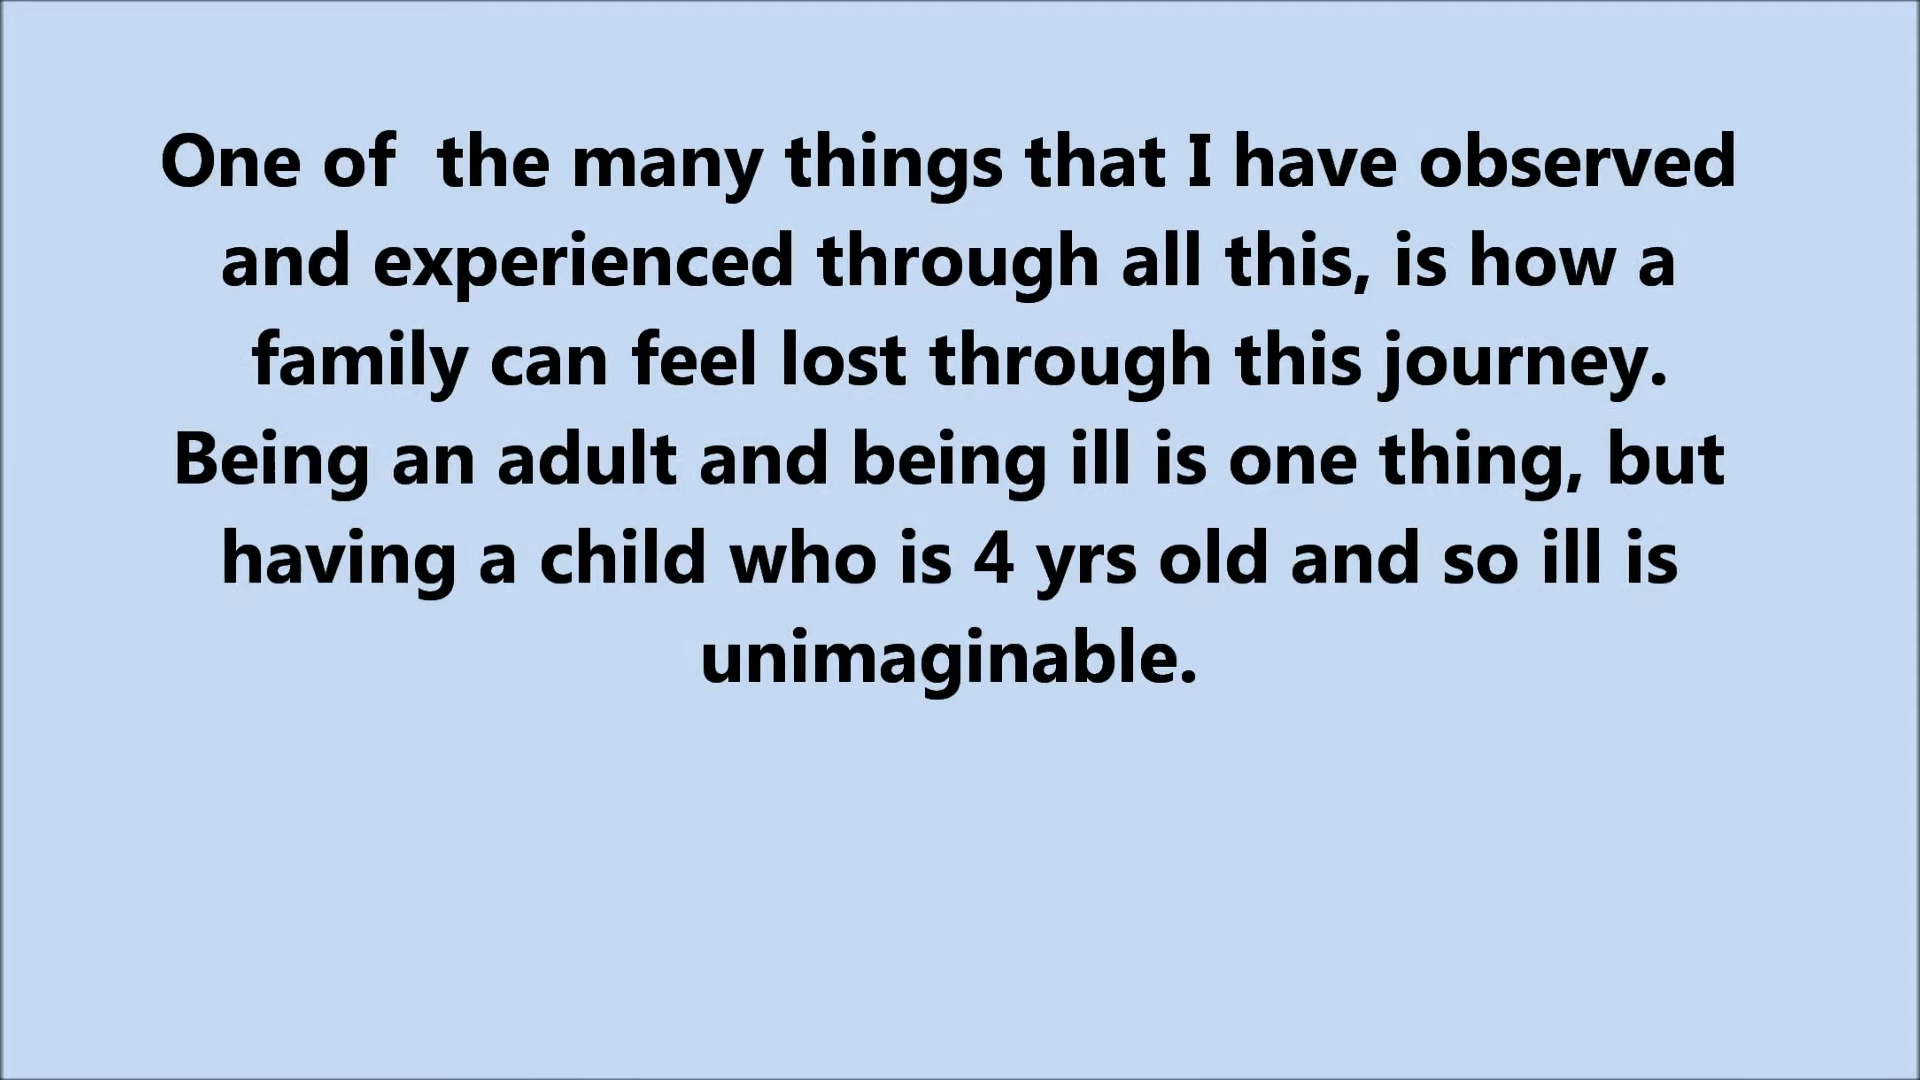 One of  the many things that I have observed
and experienced through all this, is how a
family can feel lost through this journey.
Being an adult and being ill is one thing, but
having a child who is 4 yrs old and so ill is
unimaginable.